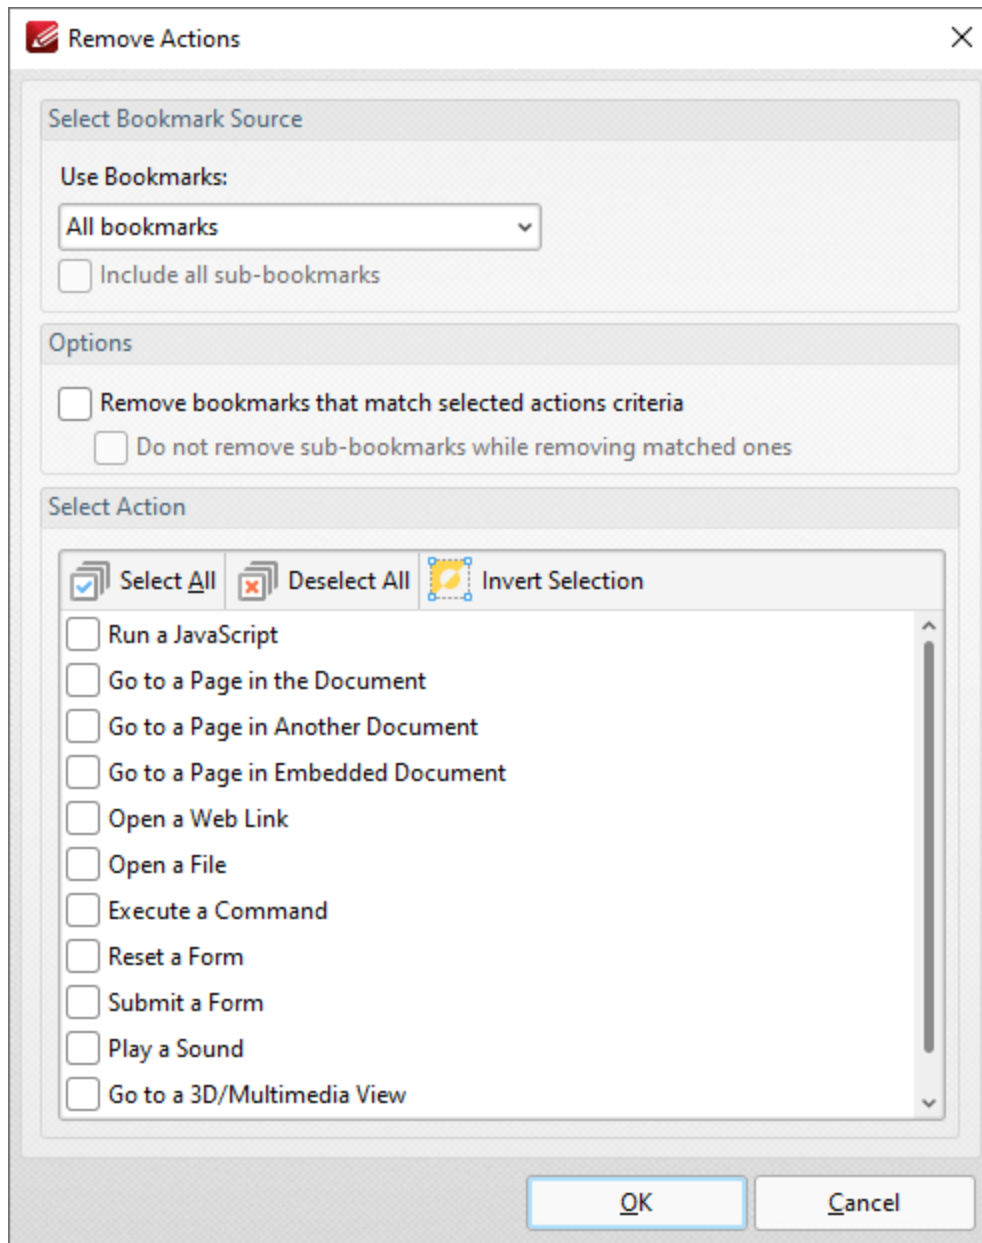 Remove Actions
Select Bookmark Source
Use Bookmarks:
All bookmarks
Include all sub-bookmarks
Options
Remove bookmarks that match selected actions criteria
Do not remove sub-bookmarks while removing matched ones
Select Action
Select All Deselect All Invert Selection
Run a JavaScript
Go to a Page in the Document
Go to a Page in Another Document
Go to a Page in Embedded Document
Open a Web Link
Open a File
Execute a Command
Reset a Form
Submit a Form
Play a Sound
Go to a 3D/Multimedia View
OK Cancel